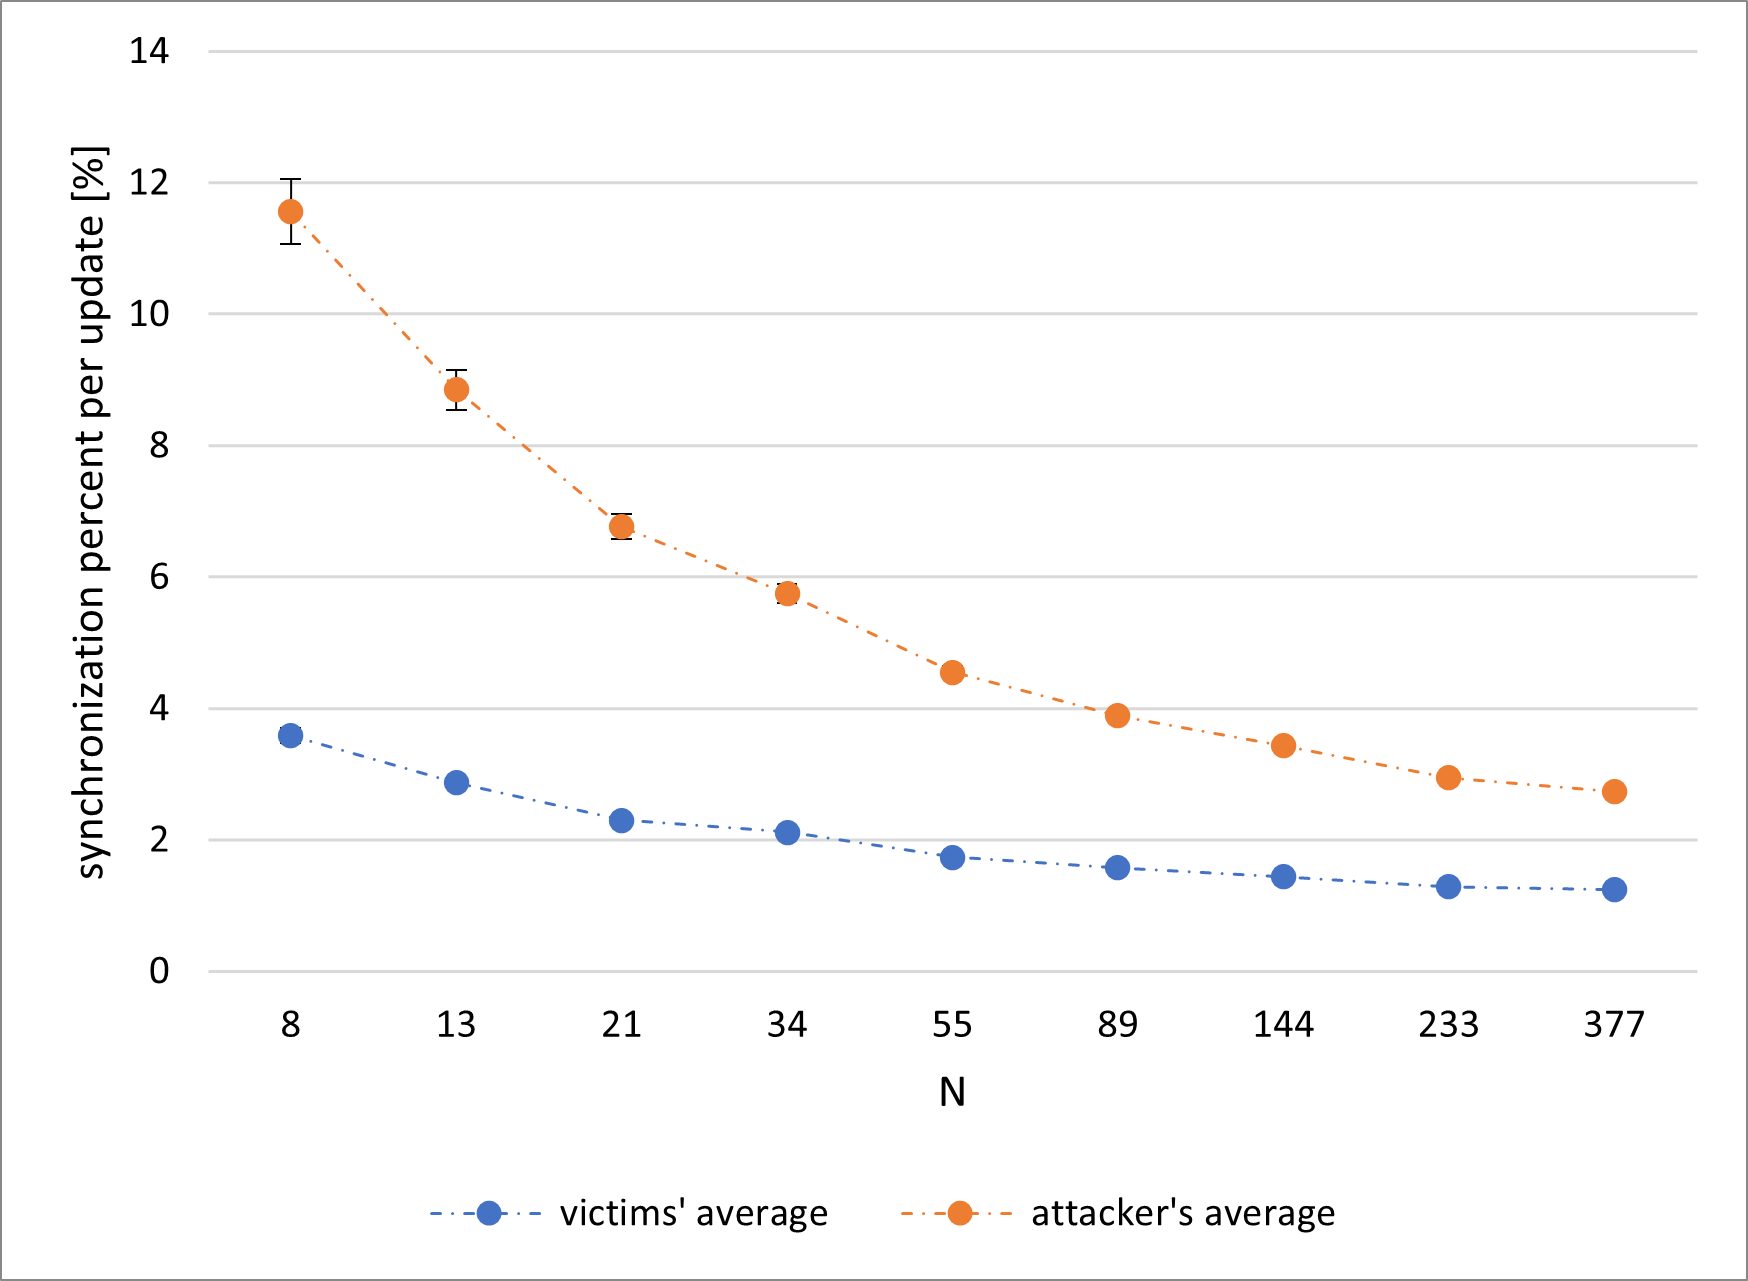 synchronization percent per update [%]
14
12
10
8
6
4
2
0
8 13 21 34 55 89 144 233 377
N
victims' average attacker's average